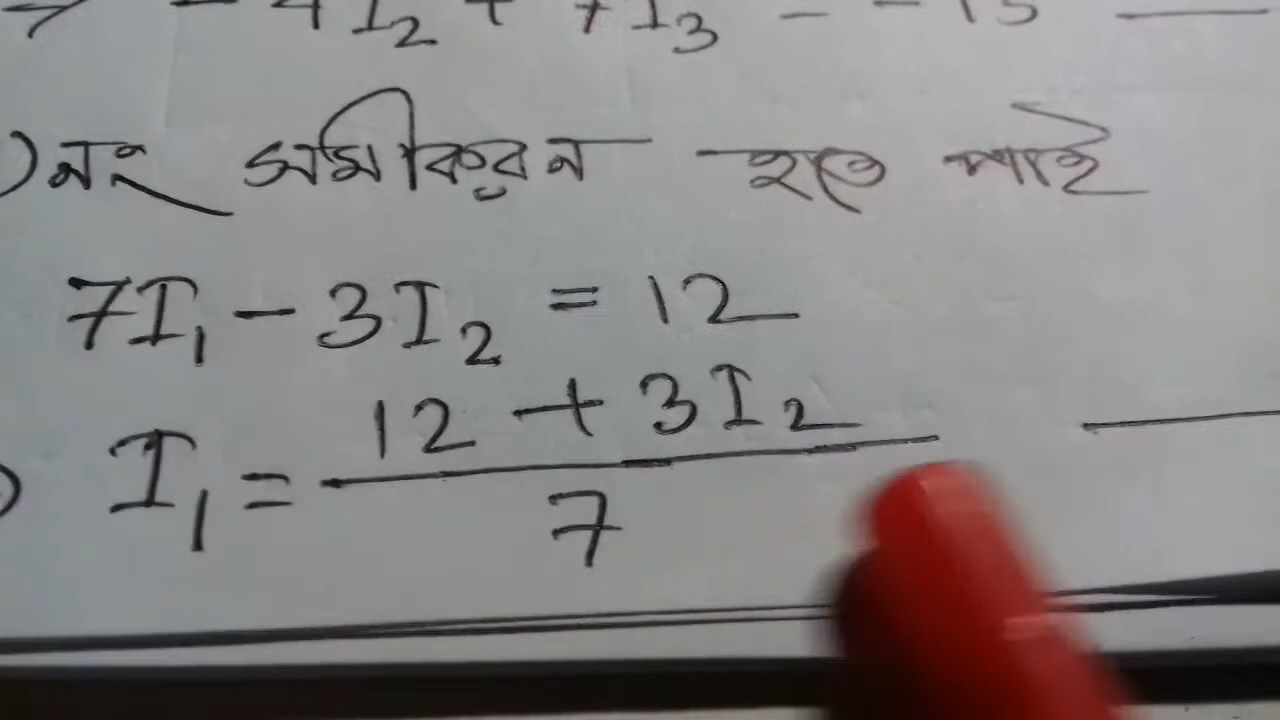 ⇒ -4I₂ + 7I₃ = -15
) নং সমীকরন হতে পাই
7I₁ - 3I₂ = 12
I₁ = (12 + 3I₂) / 7